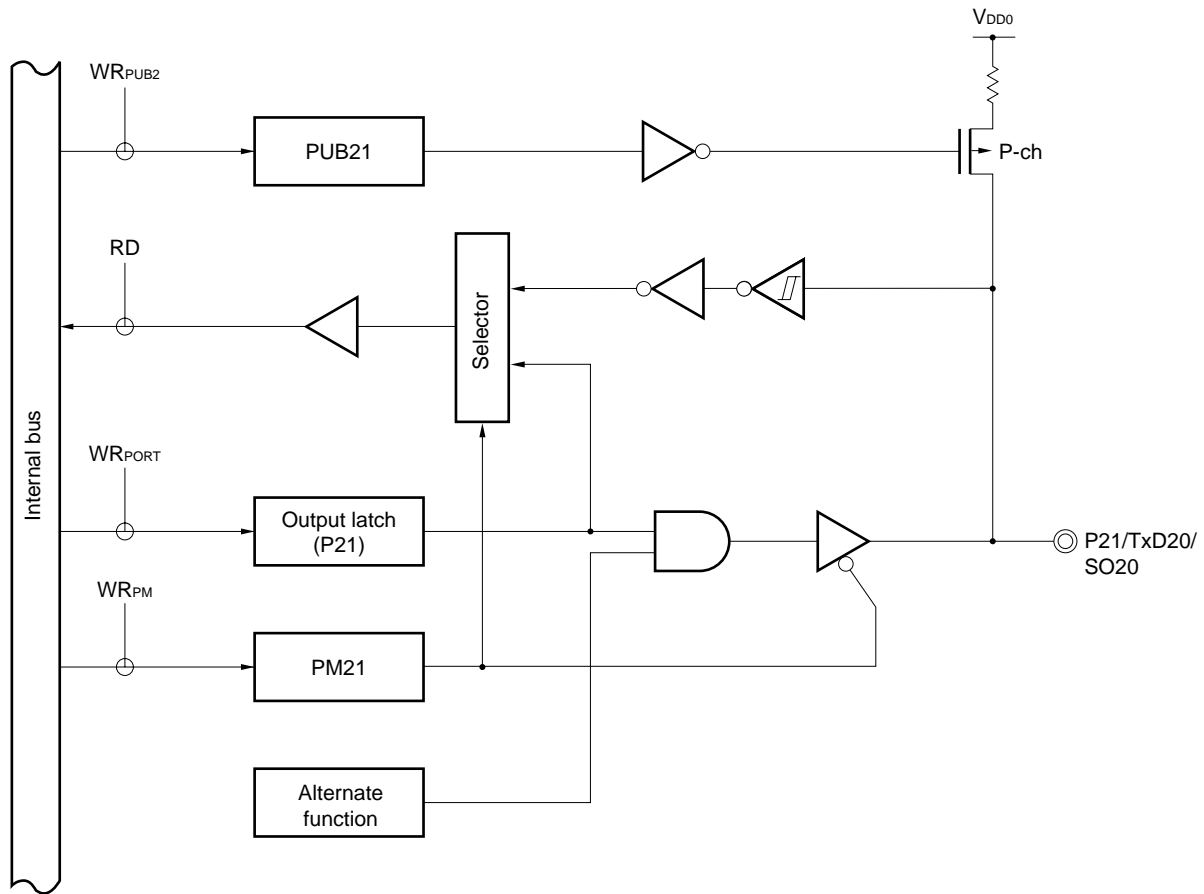 VDD0
WRPUB2
PUB21
P-ch
RD
Selector
Internal bus
WRPORT
Output latch
(P21)
P21/TxD20/
SO20
WRPM
PM21
Alternate
function